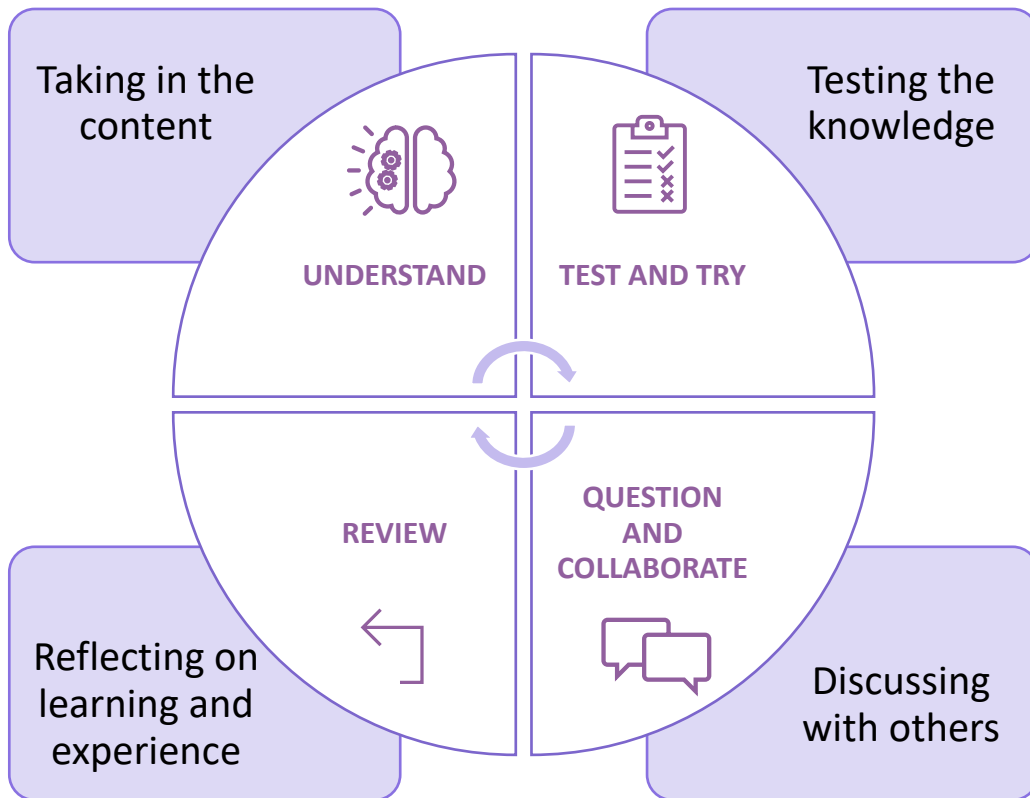 Taking in the
content
UNDERSTAND
Testing the
knowledge
TEST AND TRY
REVIEW
Reflecting on
learning and
experience
QUESTION
AND
COLLABORATE
Discussing
with others